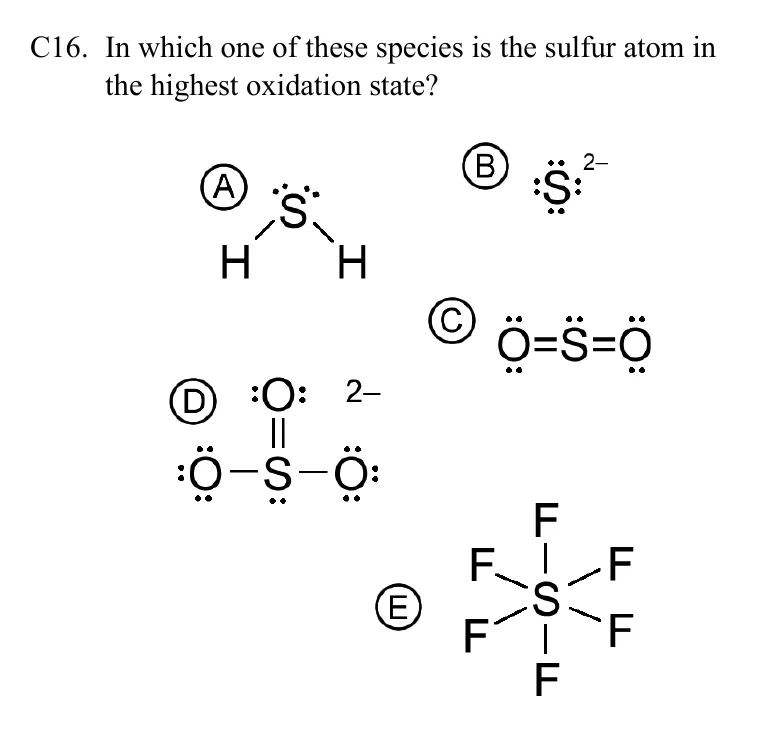 C16. In which one of these species is the sulfur atom in
the highest oxidation state?
A
S
H H
B
:S: 2–
C
O=S=O
D
:O: 2–
||
:O–S–O:
E
F
F F
S
F F
F